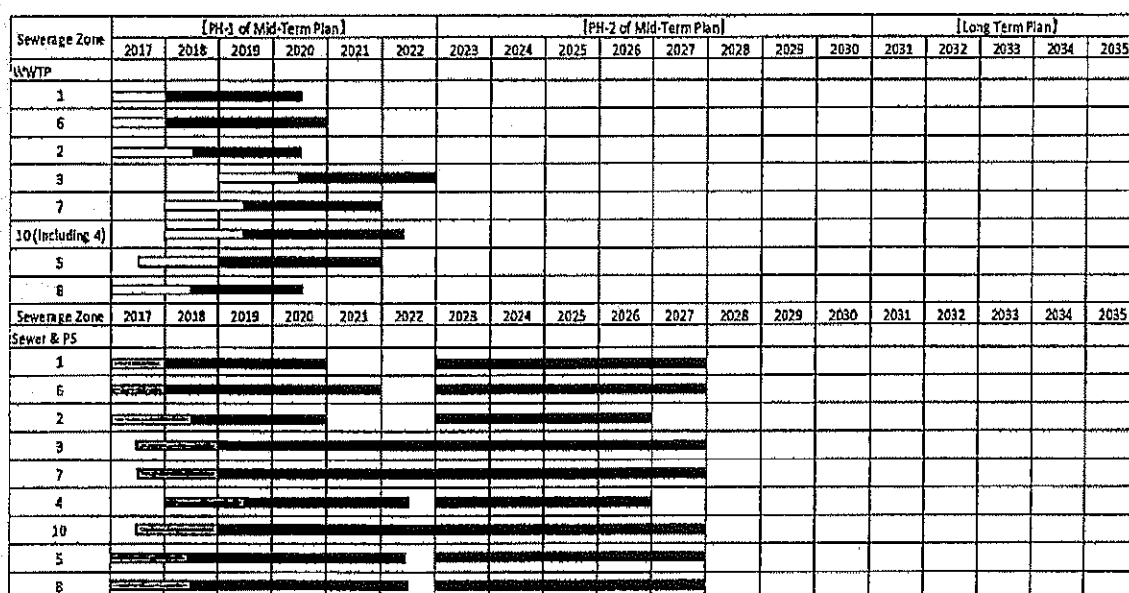 Sewerage Zone [PH-1 of Mid-Term Plan] [PH-2 of Mid-Term Plan] [Long Term Plan]
2017 2018 2019 2020 2021 2022 2023 2024 2025 2026 2027 2028 2029 2030 2031 2032 2033 2034 2035
WWTP
1
6
2
3
7
10 (Including 4)
5
8
Sewerage Zone 2017 2018 2019 2020 2021 2022 2023 2024 2025 2026 2027 2028 2029 2030 2031 2032 2033 2034 2035
Sewer & PS
1
6
2
3
7
4
10
5
8